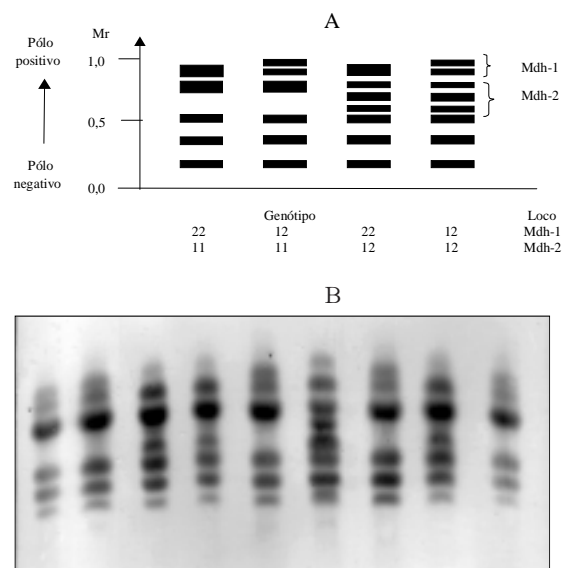 A
Mr
Pólo
positivo
1,0
Mdh-1
Mdh-2
0,5
Pólo
negativo
0,0
Genótipo Loco
22 12 22 12 Mdh-1
11 11 12 12 Mdh-2
B